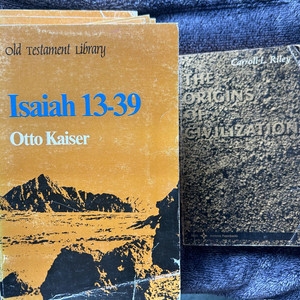 Old Testament Library
Isaiah 13-39
Otto Kaiser
Carroll L. Riley
THE
ORIGINS
OF
CIVILIZATION